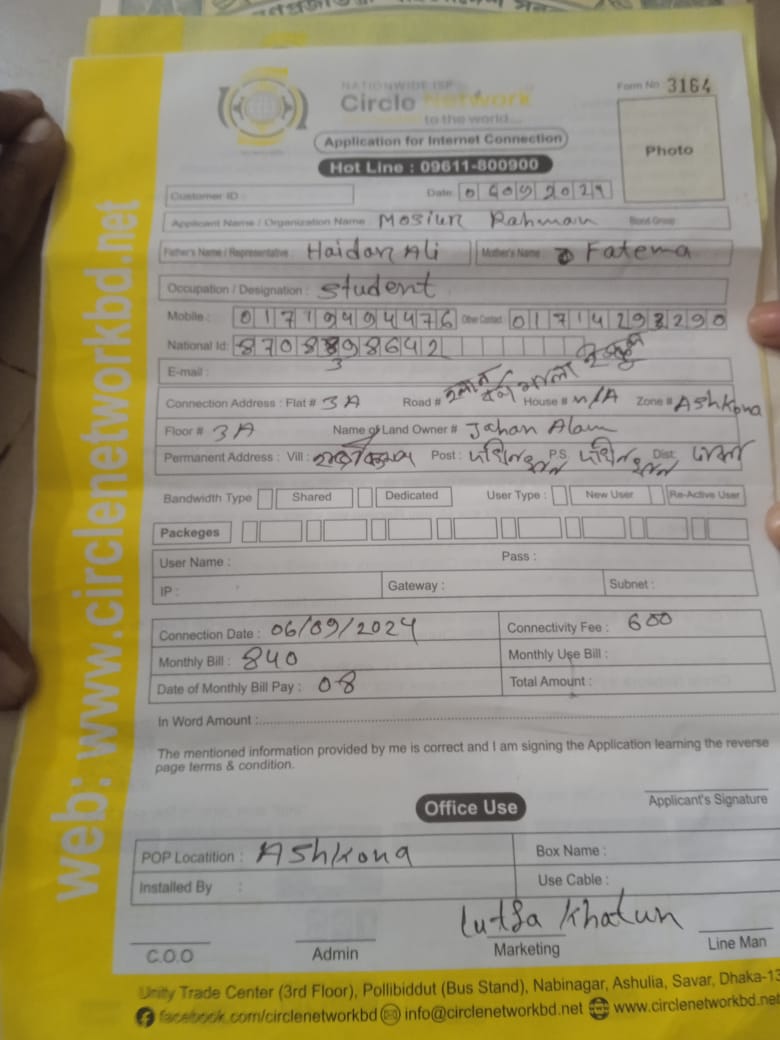 NATIONWIDE ISP
Circle Network
to the world...
Form No 3164
Application for Internet Connection
Photo
Hot Line : 09611-800900
Customer ID :
Date:
Applicant Name / Organization Name Mosiur Rahman Blood Group
Father's Name / Representative Haidar Ali Mother's Name Fatema
Occupation / Designation : Student
Mobile : 01719494476 Other Contact 01714293290
National Id:
E-mail :
Connection Address : Flat # 3A Road # House # n/A Zone # Ashkona
Floor # 3A Name of Land Owner # Jahan Alam
Permanent Address : Vill : Post : দক্ষিনখান P.S. দক্ষিনখান Dist. ঢাকা
Bandwidth Type Shared Dedicated User Type : New User Re-Active User
Packeges
User Name : Pass :
IP : Gateway : Subnet :
Connection Date : 06/09/2024 Connectivity Fee : 600
Monthly Bill : 840 Monthly Use Bill :
Date of Monthly Bill Pay : 08 Total Amount :
In Word Amount :
The mentioned information provided by me is correct and I am signing the Application learning the reverse
page terms & condition.
Applicant's Signature
Office Use
POP Locatition : Ashkona Box Name :
Installed By : Use Cable :
Lutfa Khatun
C.O.O Admin Marketing Line Man
Unity Trade Center (3rd Floor), Pollibiddut (Bus Stand), Nabinagar, Ashulia, Savar, Dhaka-13
facebook.com/circlenetworkbd info@circlenetworkbd.net www.circlenetworkbd.net
web: www.circlenetworkbd.net